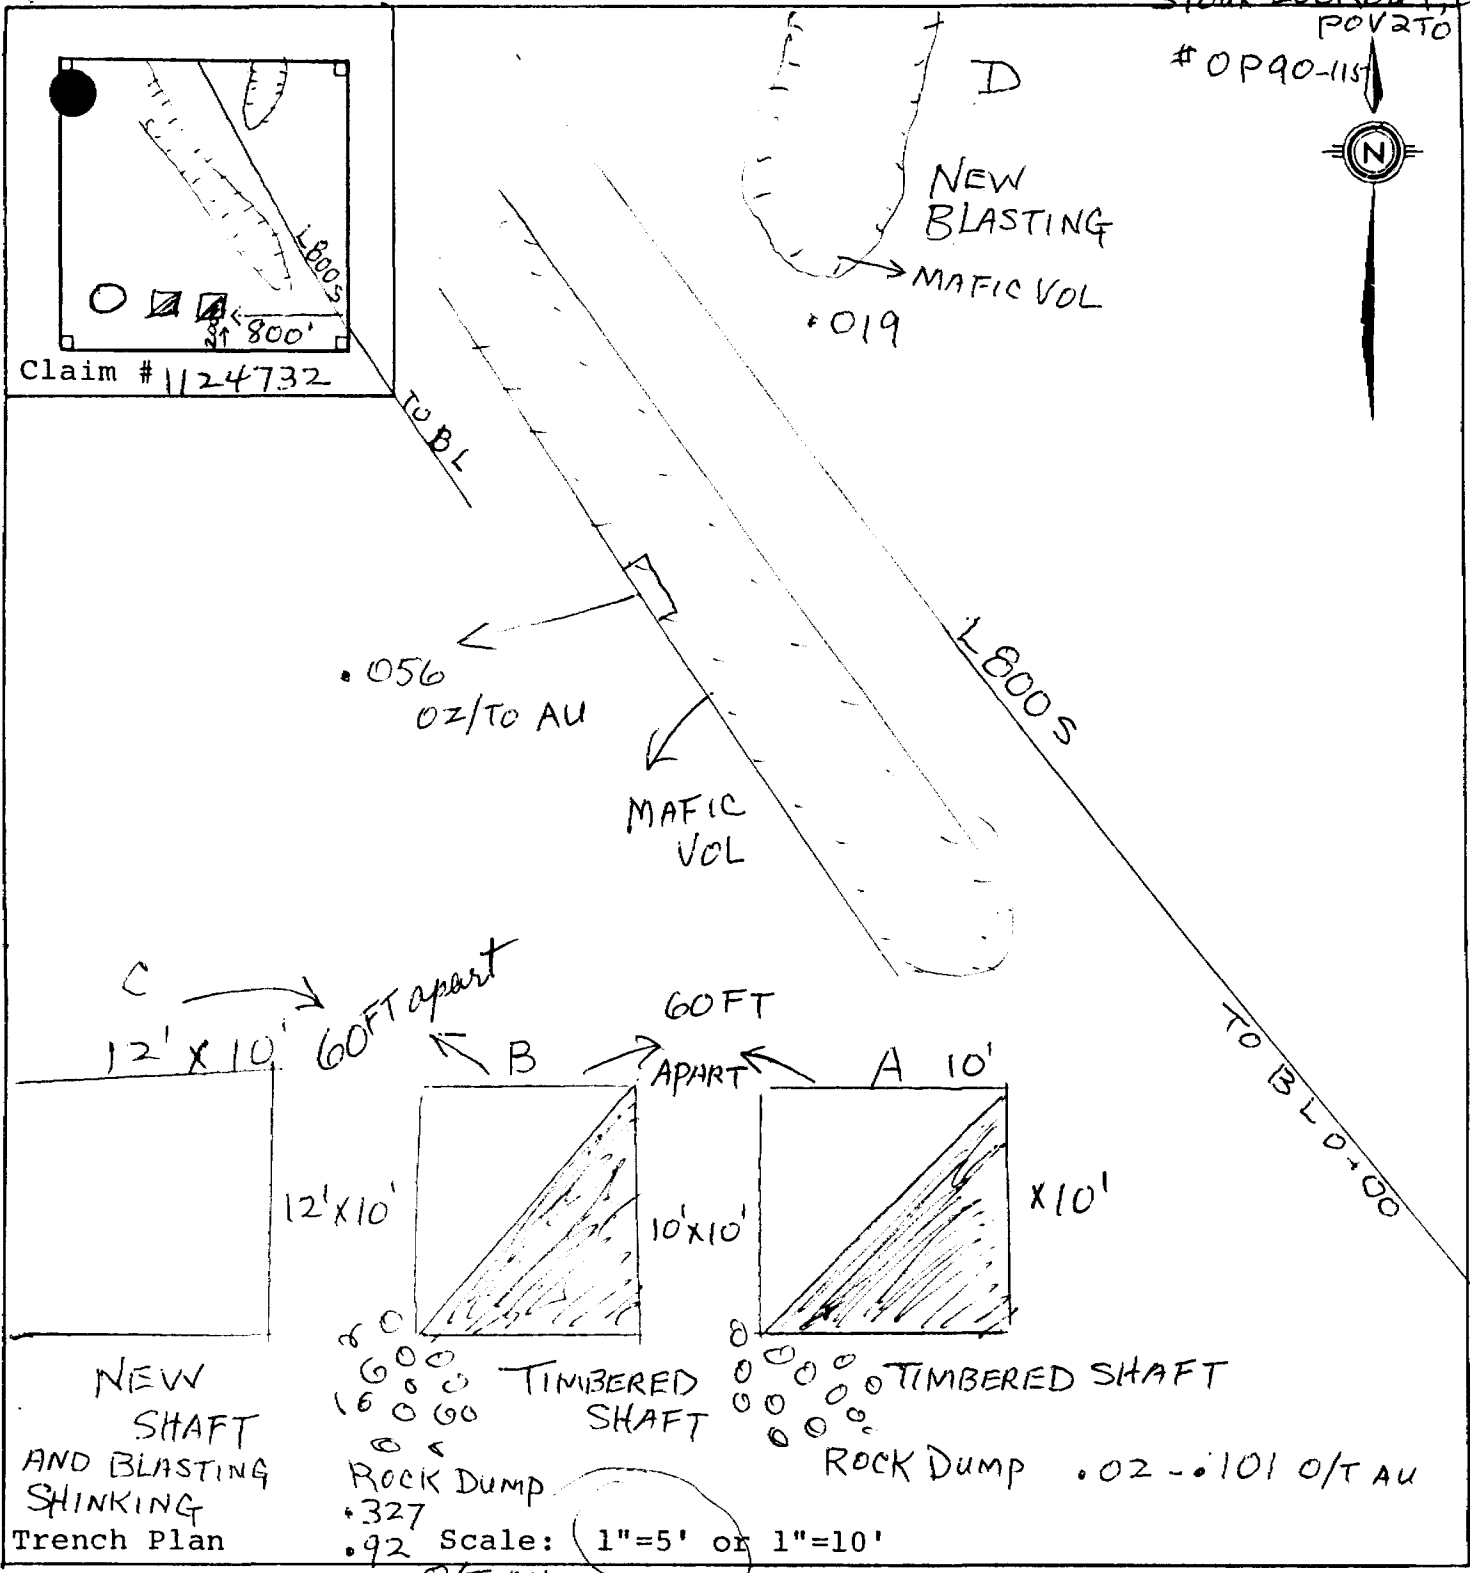 POV2TO
# OP90-115
N
D
NEW
BLASTING
MAFIC VOL
.019
L800S
800'
Claim # 1124732
TO BL
.056
OZ/TO AU
MAFIC
VOL
L800S
TO BL 0+00
C
12' X 10'
60FT apart
B
60FT
APART
A 10'
12'X10'
10'X10'
X10'
NEW
SHAFT
AND BLASTING
SHINKING
TIMBERED
SHAFT
TIMBERED SHAFT
ROCK DUMP
.327
.92
ROCK DUMP .02 - .101 O/T AU
Trench Plan
Scale: 1"=5' or 1"=10'